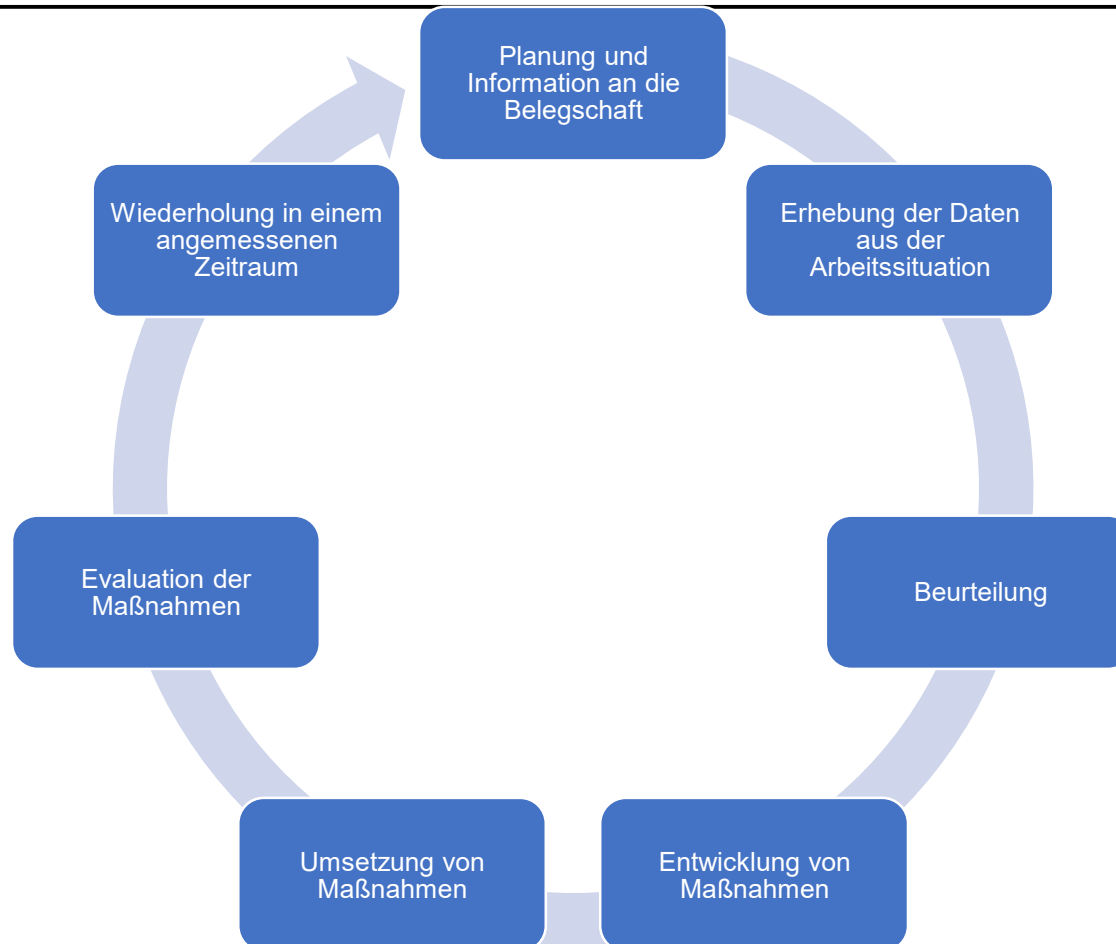 Planung und
Information an die
Belegschaft
Erhebung der Daten
aus der
Arbeitssituation
Beurteilung
Entwicklung von
Maßnahmen
Umsetzung von
Maßnahmen
Evaluation der
Maßnahmen
Wiederholung in einem
angemessenen
Zeitraum